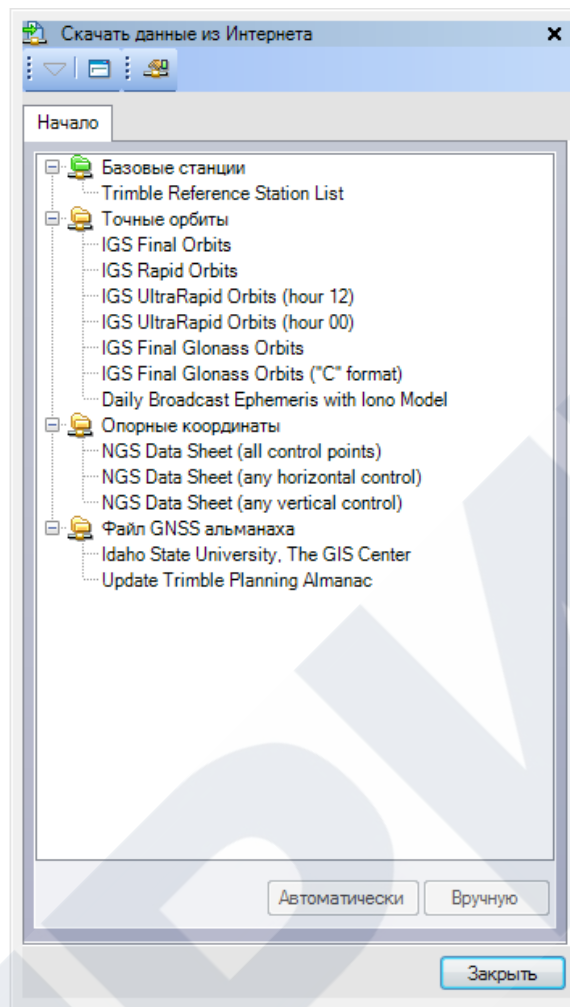 Скачать данные из Интернета
Начало
Базовые станции
Trimble Reference Station List
Точные орбиты
IGS Final Orbits
IGS Rapid Orbits
IGS UltraRapid Orbits (hour 12)
IGS UltraRapid Orbits (hour 00)
IGS Final Glonass Orbits
IGS Final Glonass Orbits ("C" format)
Daily Broadcast Ephemeris with Iono Model
Опорные координаты
NGS Data Sheet (all control points)
NGS Data Sheet (any horizontal control)
NGS Data Sheet (any vertical control)
Файл GNSS альманаха
Idaho State University, The GIS Center
Update Trimble Planning Almanac
Автоматически Вручную
Закрыть